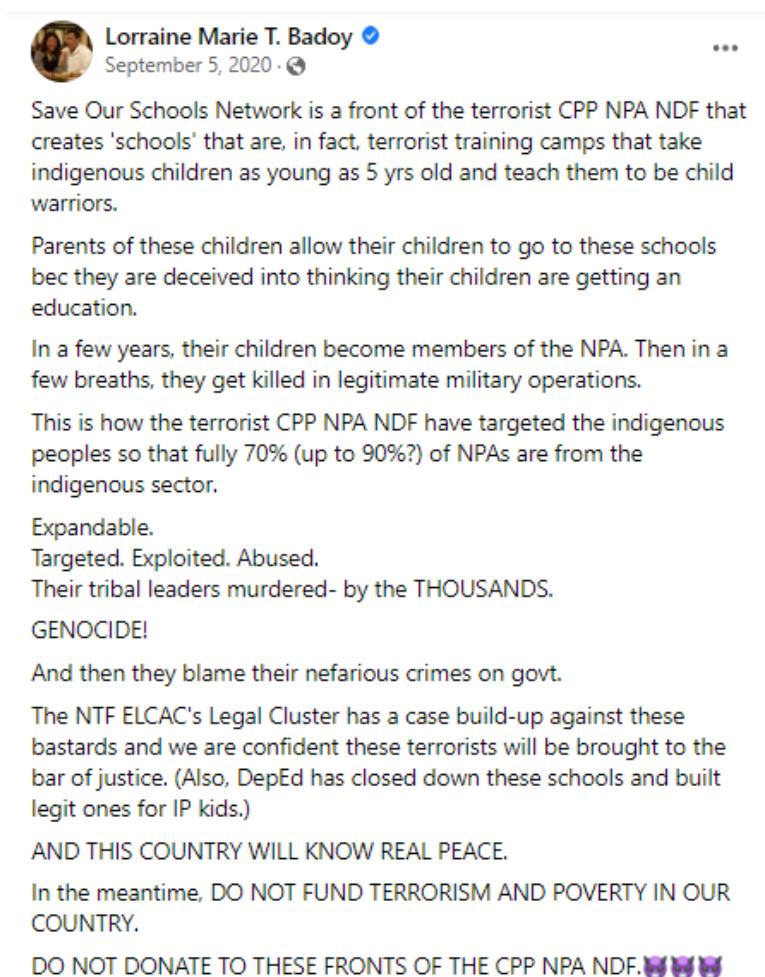 Lorraine Marie T. Badoy
September 5, 2020 ·
Save Our Schools Network is a front of the terrorist CPP NPA NDF that
creates 'schools' that are, in fact, terrorist training camps that take
indigenous children as young as 5 yrs old and teach them to be child
warriors.
Parents of these children allow their children to go to these schools
bec they are deceived into thinking their children are getting an
education.
In a few years, their children become members of the NPA. Then in a
few breaths, they get killed in legitimate military operations.
This is how the terrorist CPP NPA NDF have targeted the indigenous
peoples so that fully 70% (up to 90%?) of NPAs are from the
indigenous sector.
Expandable.
Targeted. Exploited. Abused.
Their tribal leaders murdered- by the THOUSANDS.
GENOCIDE!
And then they blame their nefarious crimes on govt.
The NTF ELCAC's Legal Cluster has a case build-up against these
bastards and we are confident these terrorists will be brought to the
bar of justice. (Also, DepEd has closed down these schools and built
legit ones for IP kids.)
AND THIS COUNTRY WILL KNOW REAL PEACE.
In the meantime, DO NOT FUND TERRORISM AND POVERTY IN OUR
COUNTRY.
DO NOT DONATE TO THESE FRONTS OF THE CPP NPA NDF.😈😈😈